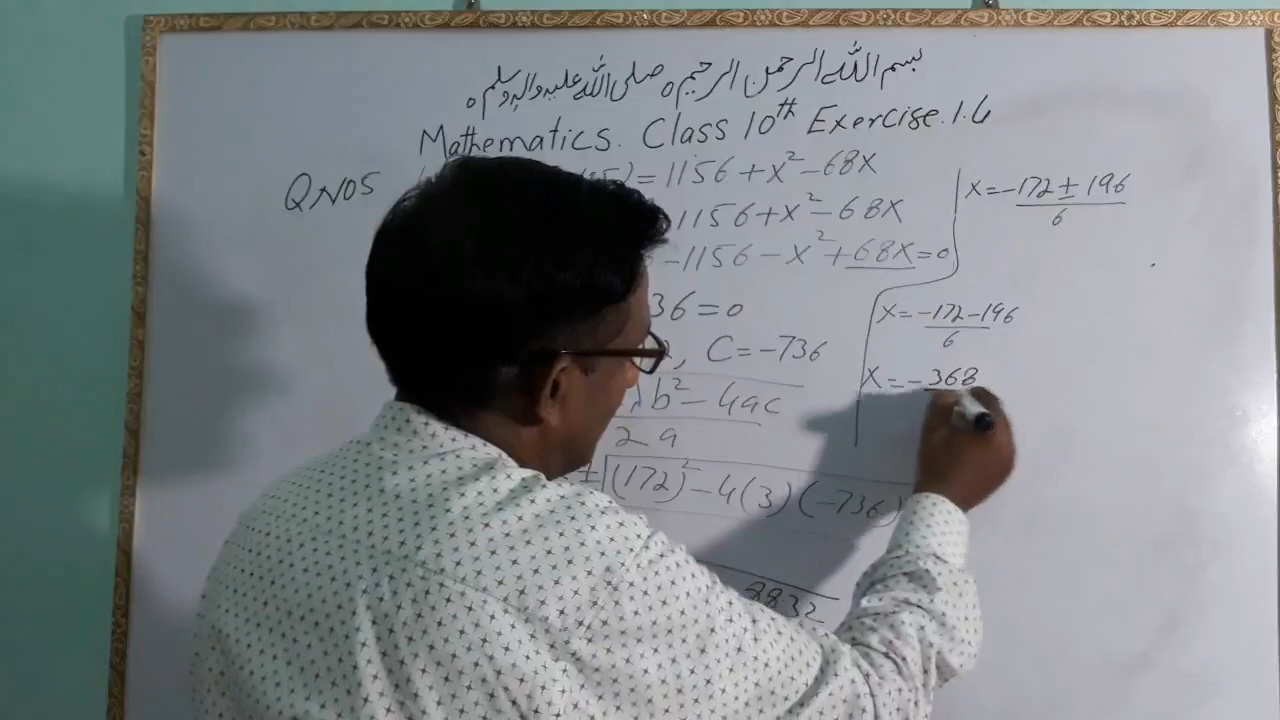 بسم اللہ الرحمن الرحیم صلی اللہ علیہ والہ وسلم
Mathematics. Class 10th Exercise.1.6
QN05
5) = 1156 + x² - 68x
1156 + x² - 68x
- 1156 - x² + 68x = 0
36 = 0
, C = -736
b² - 4ac
2a
± √(172)² - 4(3)(-736)
8832
x = -172 ± 196
6
x = -172 - 196
6
x = -368